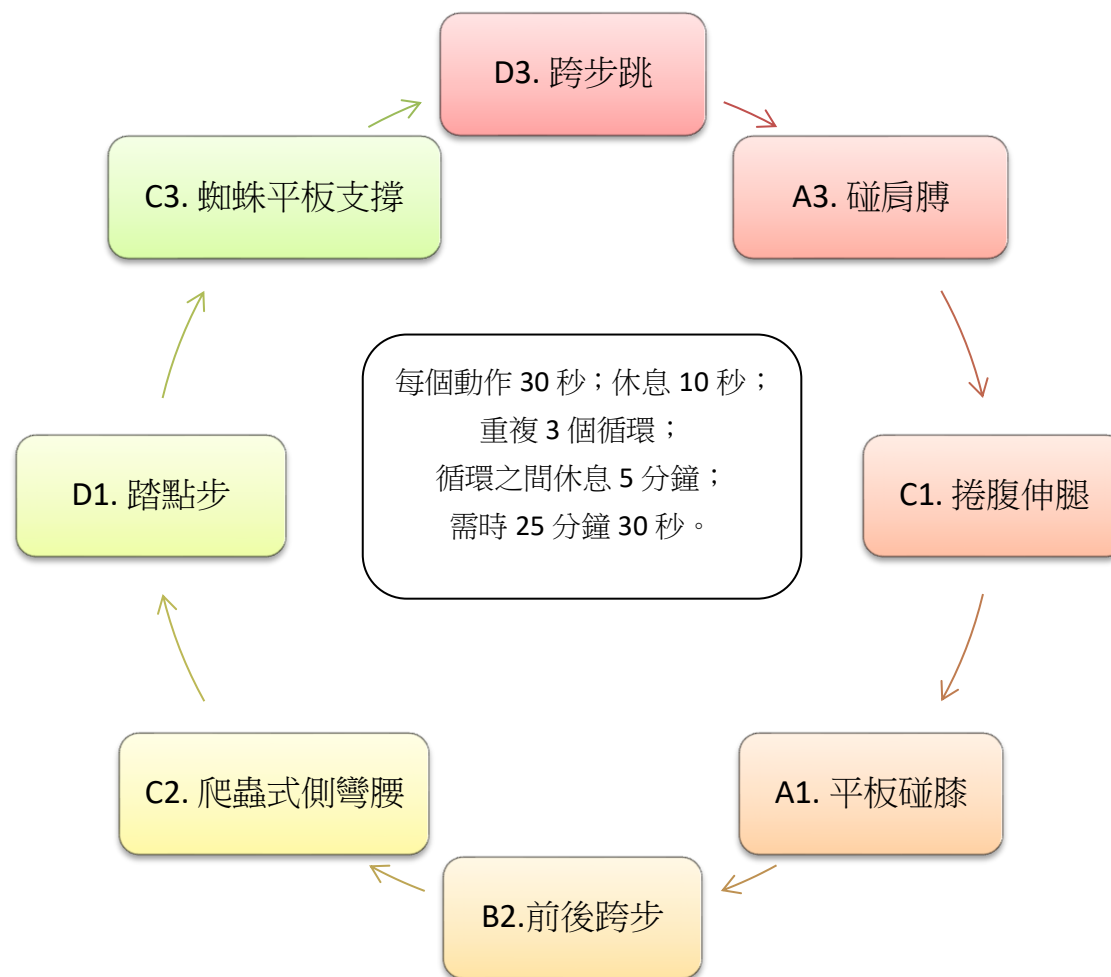 D3. 跨步跳
A3. 碰肩膊
C1. 捲腹伸腿
A1. 平板碰膝
B2.前後跨步
C2. 爬蟲式側彎腰
D1. 踏點步
C3. 蜘蛛平板支撐
每個動作 30 秒；休息 10 秒；
重複 3 個循環；
循環之間休息 5 分鐘；
需時 25 分鐘 30 秒。